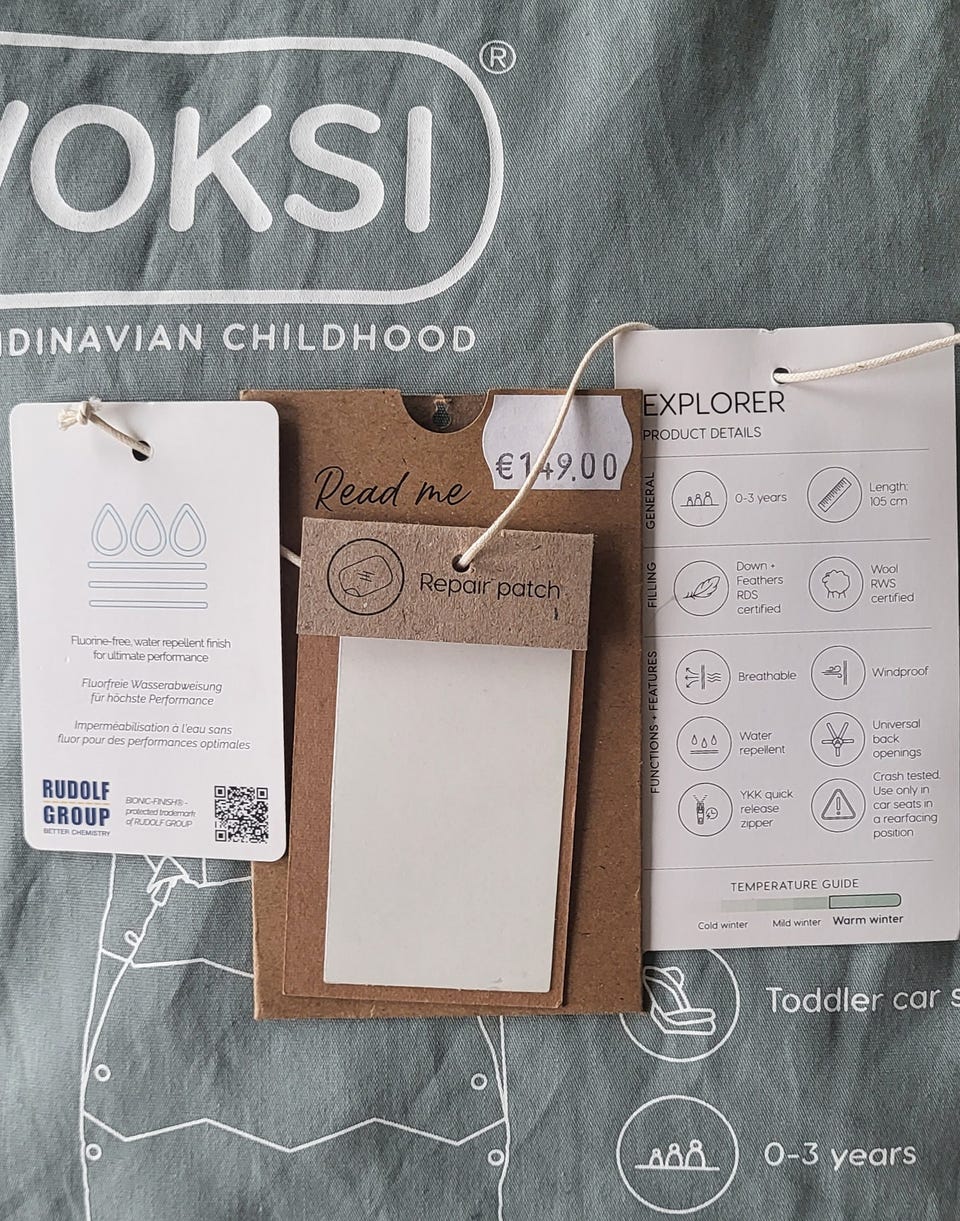 VOKSI®
DINAVIAN CHILDHOOD
Fluorine-free, water repellent finish
for ultimate performance
Fluorfreie Wasserabweisung
für höchste Performance
Imperméabilisation à l'eau sans
fluor pour des performances optimales
RUDOLF
GROUP
BETTER CHEMISTRY
BIONIC-FINISH® -
protected trademark
of RUDOLF GROUP
€149.00
Read me
Repair patch
EXPLORER
PRODUCT DETAILS
GENERAL
0-3 years
Length:
105 cm
FILLING
Down +
Feathers
RDS
certified
Wool
RWS
certified
FUNCTIONS + FEATURES
Breathable
Windproof
Water
repellent
Universal
back
openings
YKK quick
release
zipper
Crash tested.
Use only in
car seats in
a rearfacing
position
TEMPERATURE GUIDE
Cold winter
Mild winter
Warm winter
Toddler car s
0-3 years